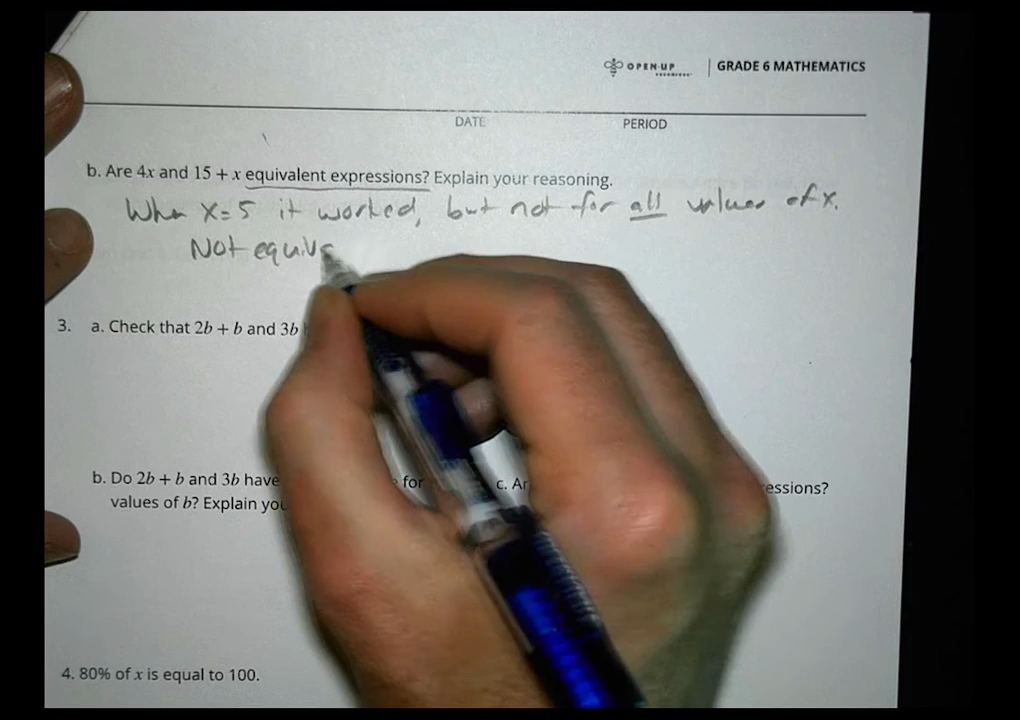 OPEN-UP | GRADE 6 MATHEMATICS
DATE PERIOD
b. Are 4x and 15 + x equivalent expressions? Explain your reasoning.
When x=5 it worked, but not for all values of x.
Not equiv
3. a. Check that 2b + b and 3b
b. Do 2b + b and 3b have for c. Ar essions?
values of b? Explain you
4. 80% of x is equal to 100.